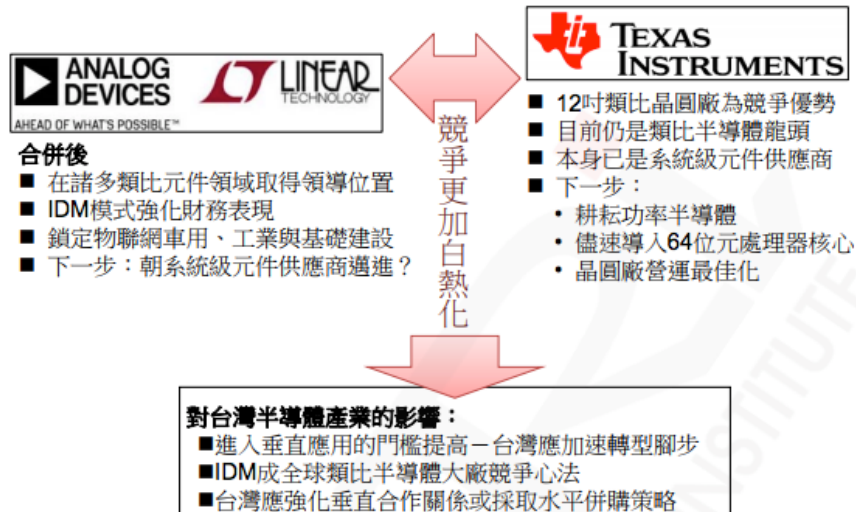 ANALOG
DEVICES
AHEAD OF WHAT'S POSSIBLE™
LINEAR
TECHNOLOGY
合併後
■ 在諸多類比元件領域取得領導位置
■ IDM模式強化財務表現
■ 鎖定物聯網車用、工業與基礎建設
■ 下一步：朝系統級元件供應商邁進？
競爭更加白熱化
TEXAS
INSTRUMENTS
■ 12吋類比晶圓廠為競爭優勢
■ 目前仍是類比半導體龍頭
■ 本身已是系統級元件供應商
■ 下一步：
• 耕耘功率半導體
• 儘速導入64位元處理器核心
• 晶圓廠營運最佳化
對台灣半導體產業的影響：
■進入垂直應用的門檻提高－台灣應加速轉型腳步
■IDM成全球類比半導體大廠競爭心法
■台灣應強化垂直合作關係或採取水平併購策略